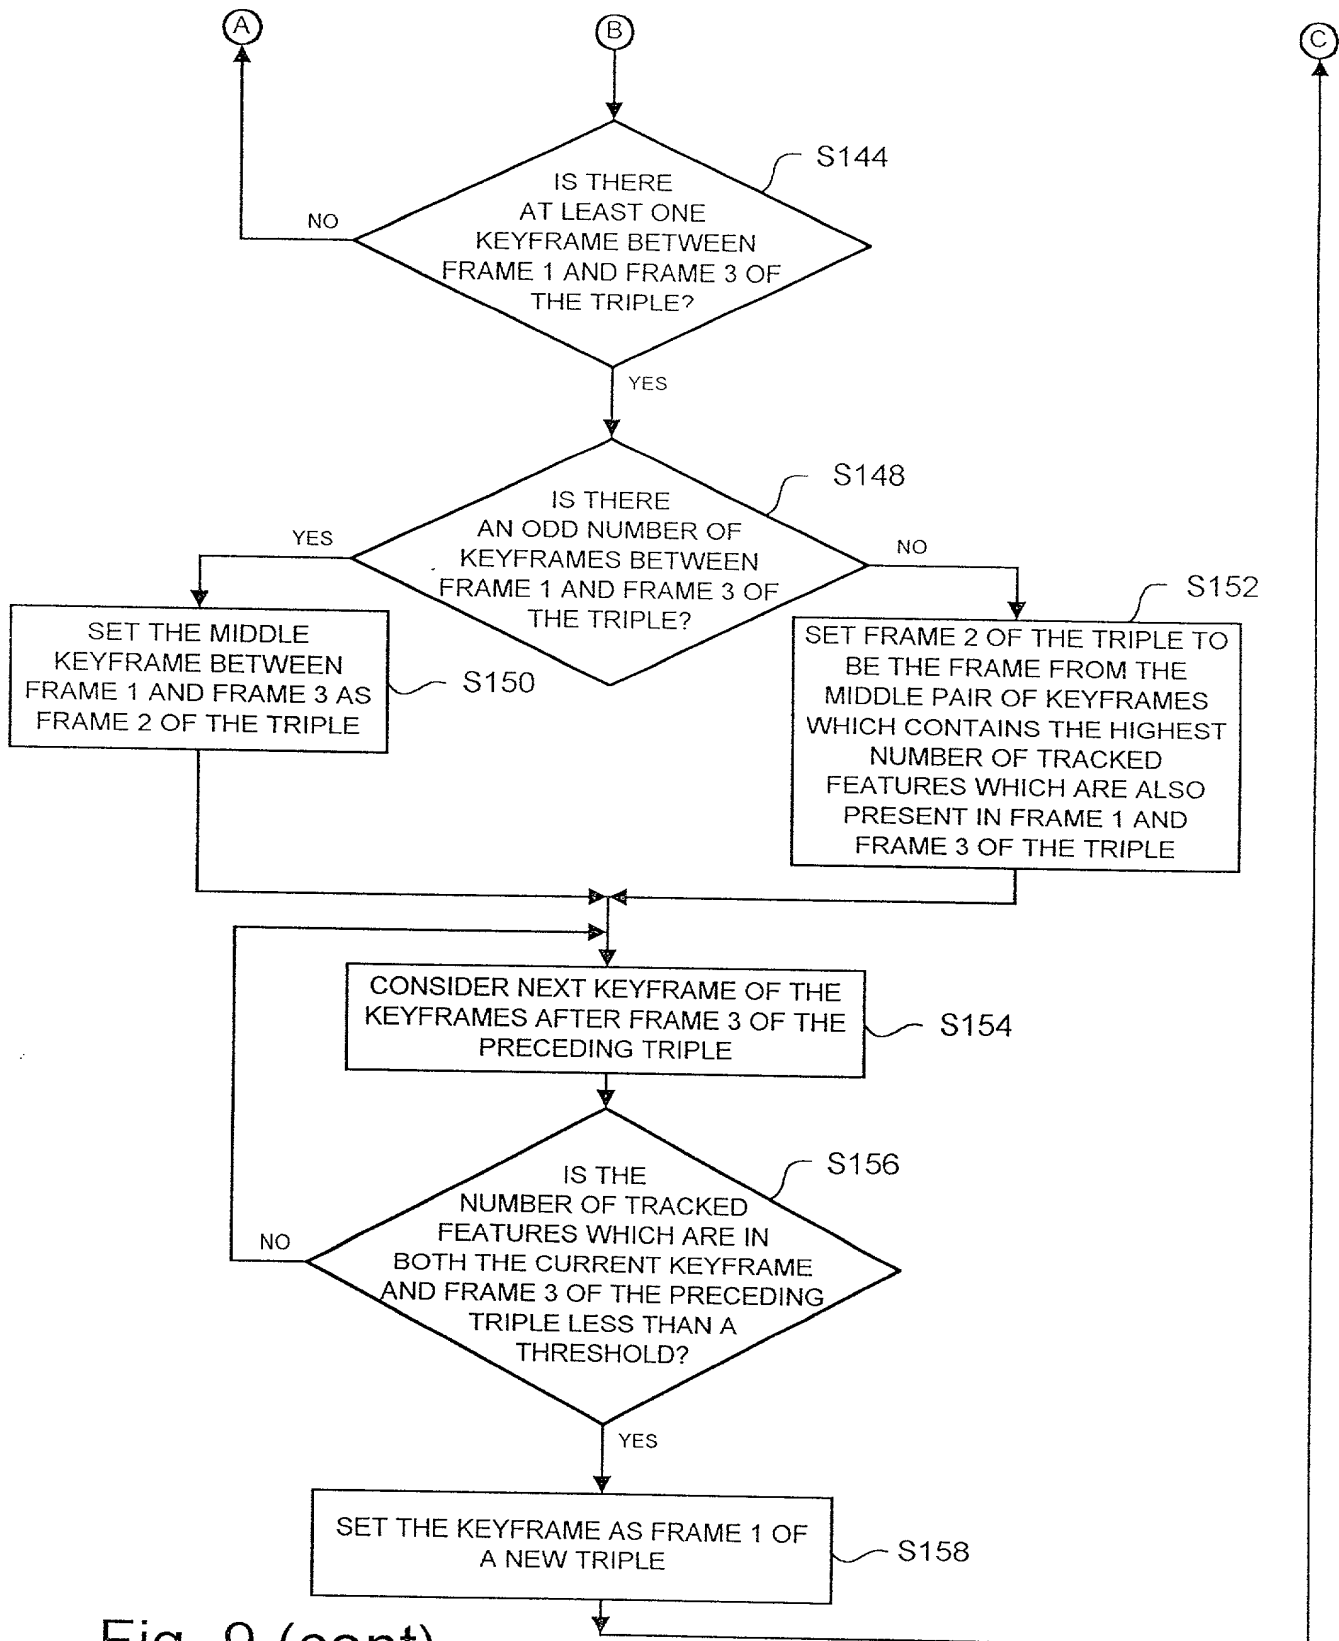 A
B
C
S144
IS THERE
AT LEAST ONE
KEYFRAME BETWEEN
FRAME 1 AND FRAME 3 OF
THE TRIPLE?
NO
YES
S148
IS THERE
AN ODD NUMBER OF
KEYFRAMES BETWEEN
FRAME 1 AND FRAME 3 OF
THE TRIPLE?
YES
NO
SET THE MIDDLE
KEYFRAME BETWEEN
FRAME 1 AND FRAME 3 AS
FRAME 2 OF THE TRIPLE
S150
S152
SET FRAME 2 OF THE TRIPLE TO
BE THE FRAME FROM THE
MIDDLE PAIR OF KEYFRAMES
WHICH CONTAINS THE HIGHEST
NUMBER OF TRACKED
FEATURES WHICH ARE ALSO
PRESENT IN FRAME 1 AND
FRAME 3 OF THE TRIPLE
CONSIDER NEXT KEYFRAME OF THE
KEYFRAMES AFTER FRAME 3 OF THE
PRECEDING TRIPLE
S154
S156
IS THE
NUMBER OF TRACKED
FEATURES WHICH ARE IN
BOTH THE CURRENT KEYFRAME
AND FRAME 3 OF THE PRECEDING
TRIPLE LESS THAN A
THRESHOLD?
NO
YES
SET THE KEYFRAME AS FRAME 1 OF
A NEW TRIPLE
S158
Fig. 9 (cont)